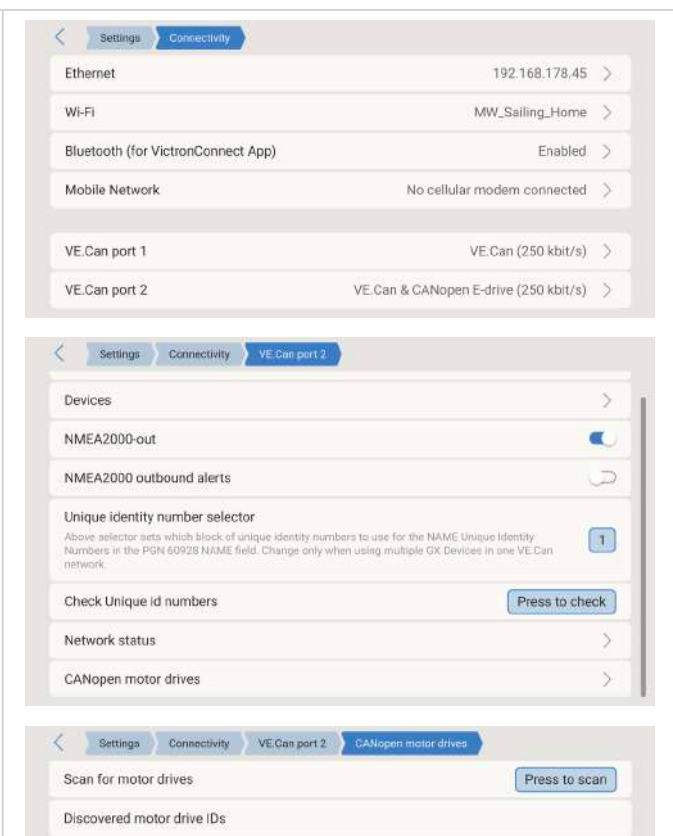 Settings Connectivity
Ethernet 192.168.178.45
Wi-Fi MW_Sailing_Home
Bluetooth (for VictronConnect App) Enabled
Mobile Network No cellular modem connected
VE.Can port 1 VE.Can (250 kbit/s)
VE.Can port 2 VE.Can & CANopen E-drive (250 kbit/s)
Settings Connectivity VE.Can port 2
Devices
NMEA2000-out
NMEA2000 outbound alerts
Unique identity number selector
Above selector sets which block of unique identity numbers to use for the NAME Unique Identity
Numbers in the PGN 60928 NAME field. Change only when using multiple GX Devices in one VE.Can
network.
1
Check Unique id numbers Press to check
Network status
CANopen motor drives
Settings Connectivity VE.Can port 2 CANopen motor drives
Scan for motor drives Press to scan
Discovered motor drive IDs